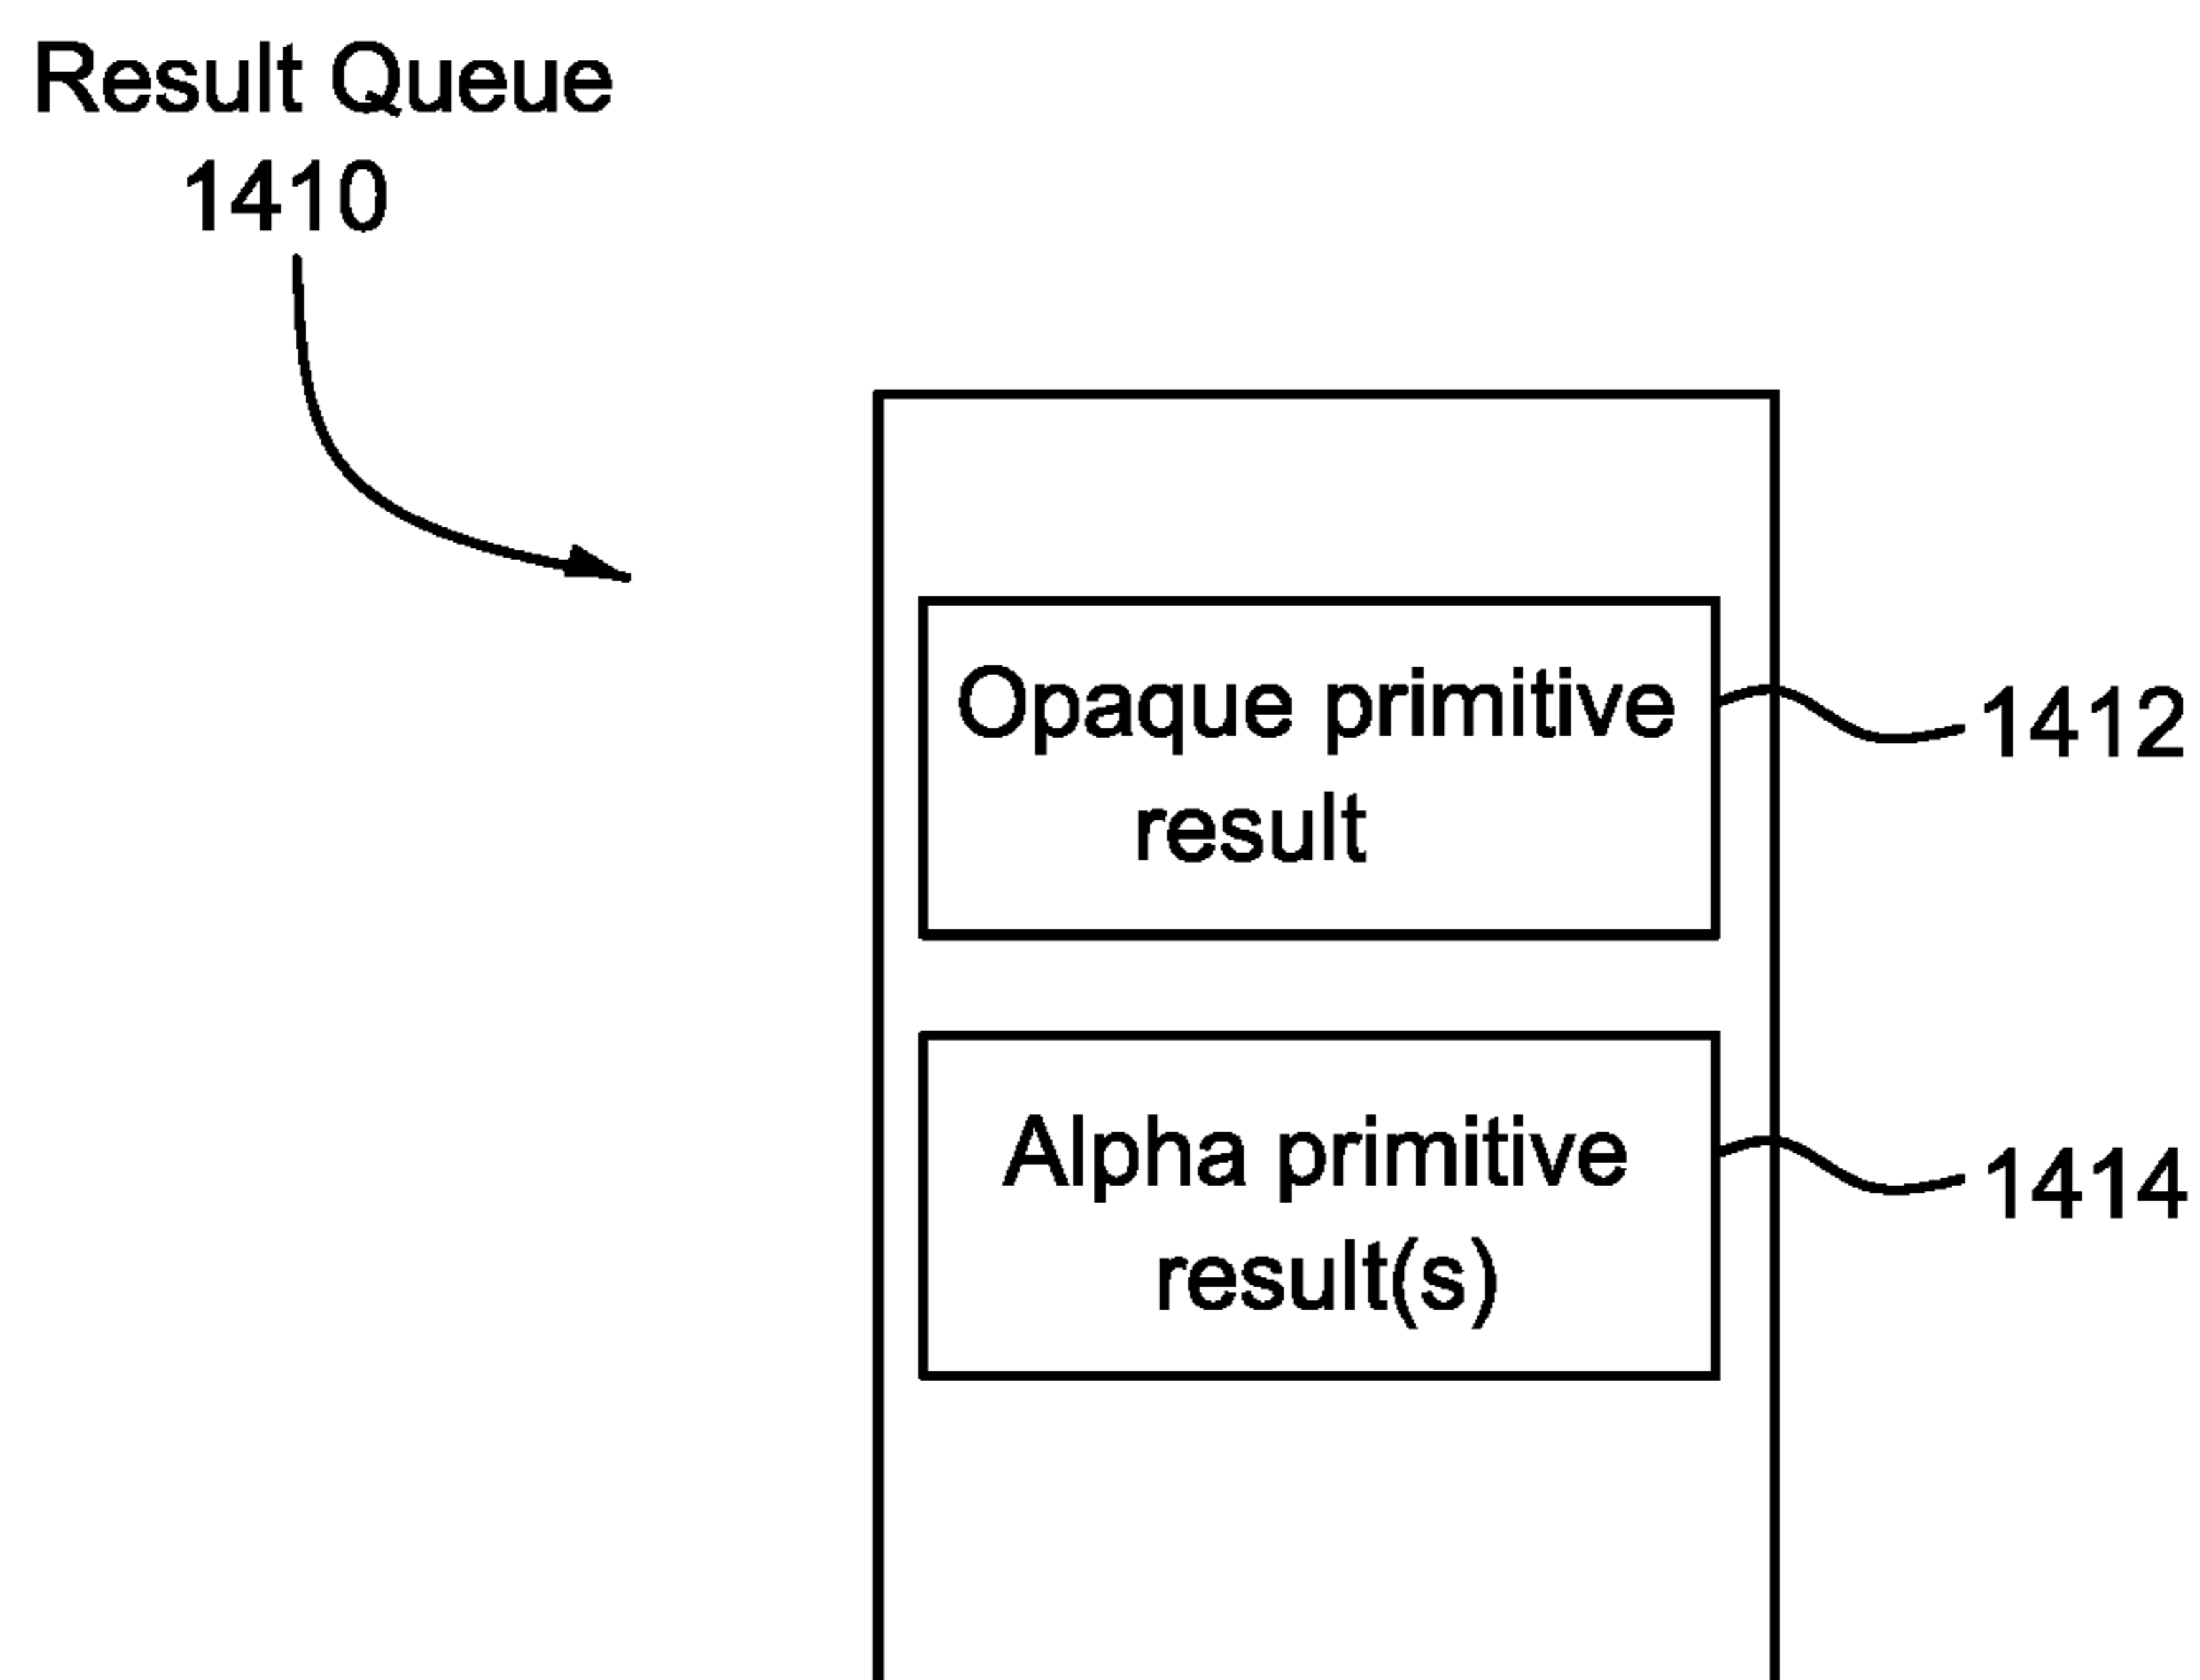 Result Queue
1410
Opaque primitive
result
1412
Alpha primitive
result(s)
1414